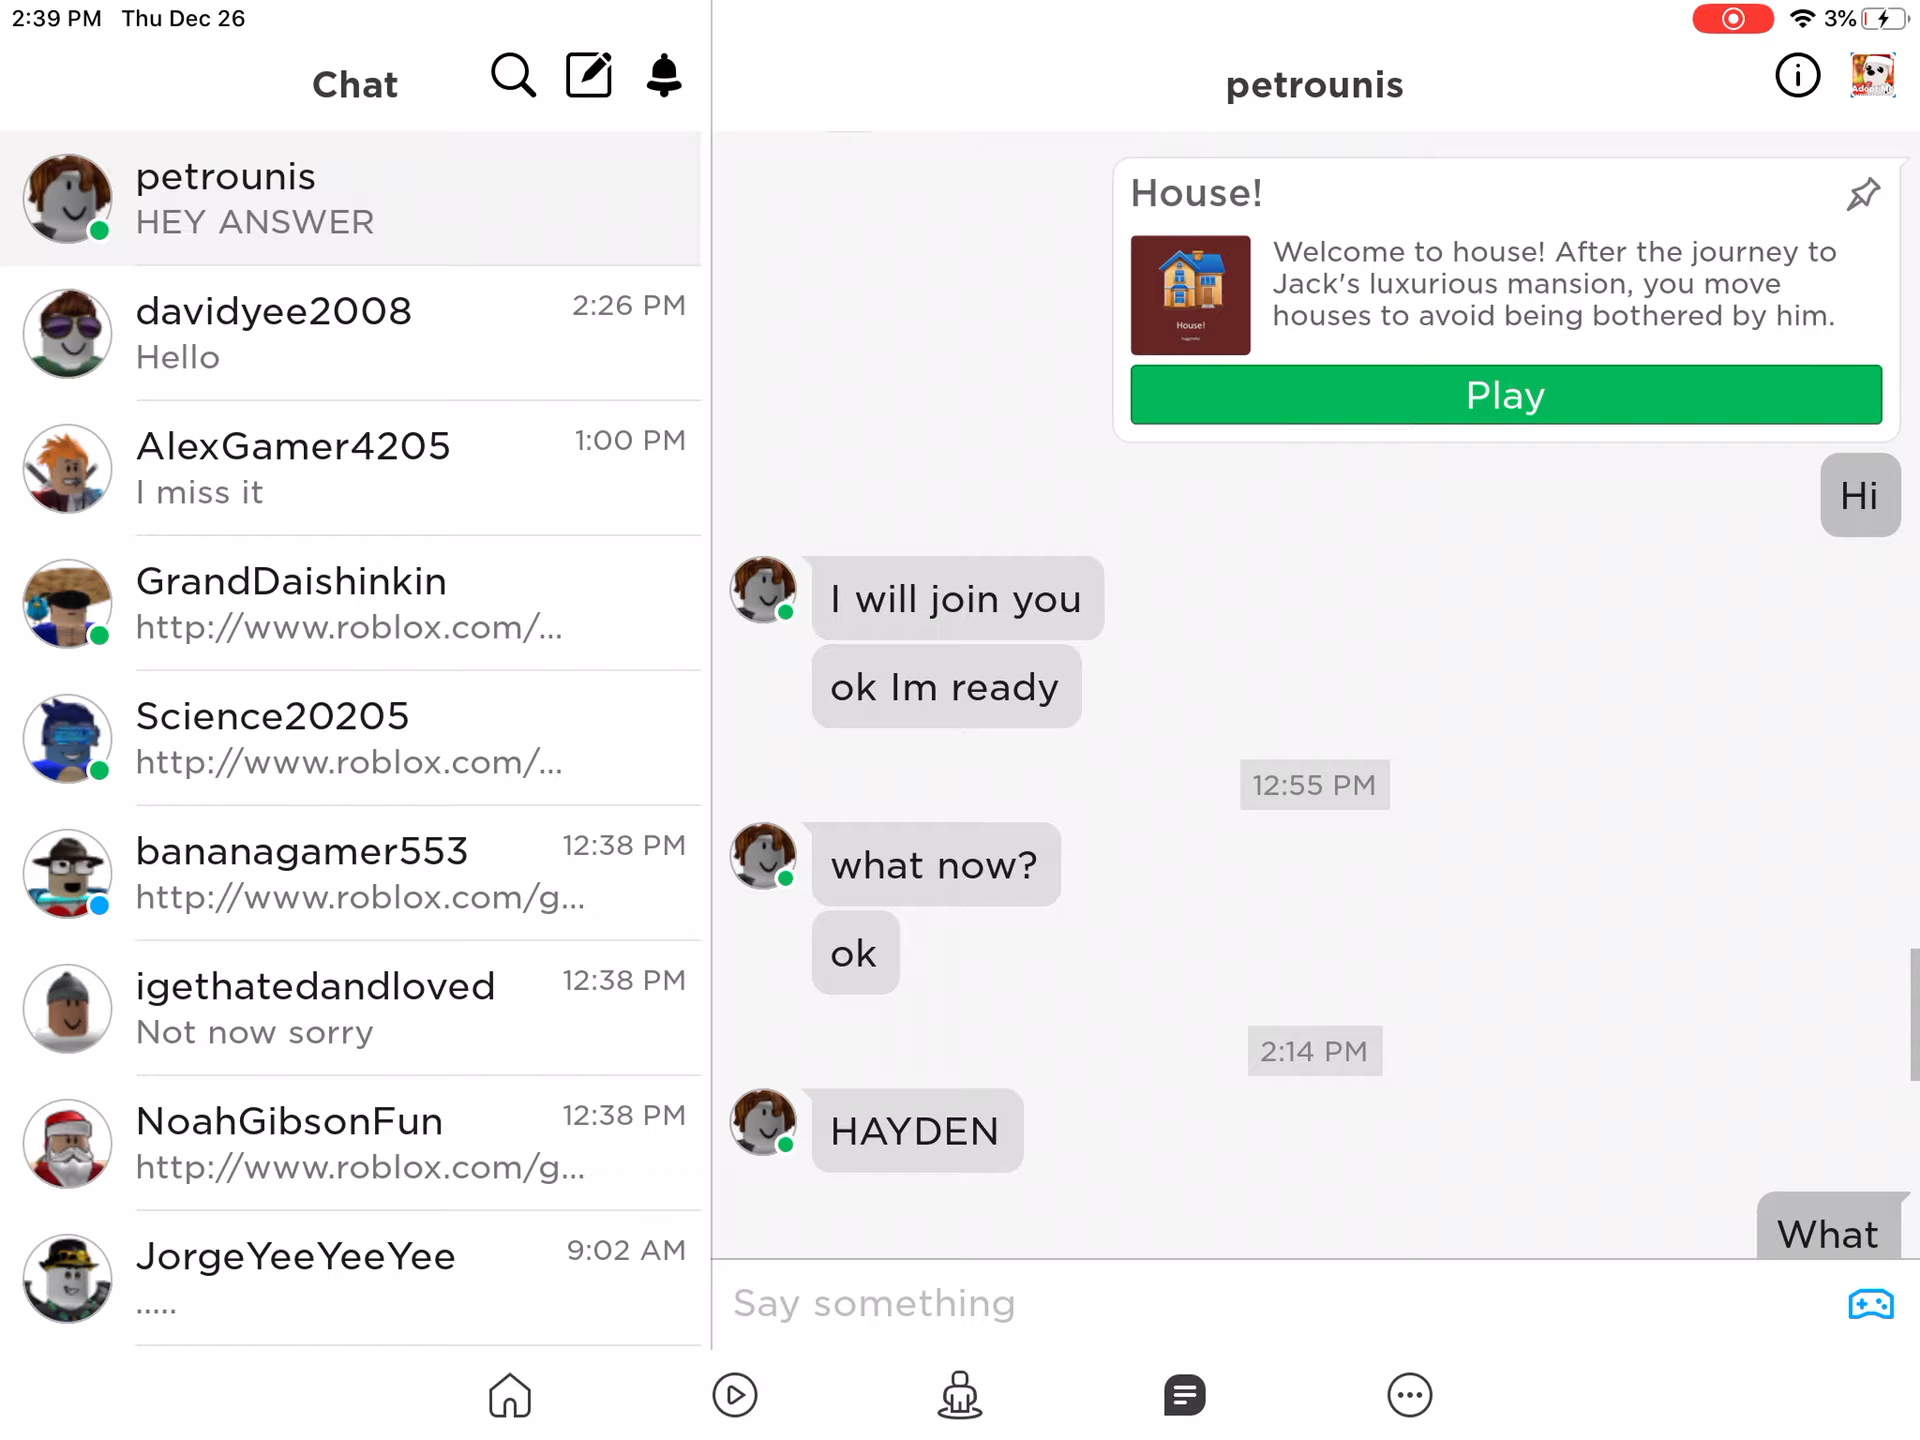 2:39 PM Thu Dec 26
3%
Chat
petrounis
HEY ANSWER
davidyee2008
2:26 PM
Hello
AlexGamer4205
1:00 PM
I miss it
GrandDaishinkin
http://www.roblox.com/...
Science20205
http://www.roblox.com/...
bananagamer553
12:38 PM
http://www.roblox.com/g...
igethatedandloved
12:38 PM
Not now sorry
NoahGibsonFun
12:38 PM
http://www.roblox.com/g...
JorgeYeeYeeYee
9:02 AM
.....
petrounis
House!
House!
Welcome to house! After the journey to
Jack's luxurious mansion, you move
houses to avoid being bothered by him.
Play
Hi
I will join you
ok Im ready
12:55 PM
what now?
ok
2:14 PM
HAYDEN
What
Say something